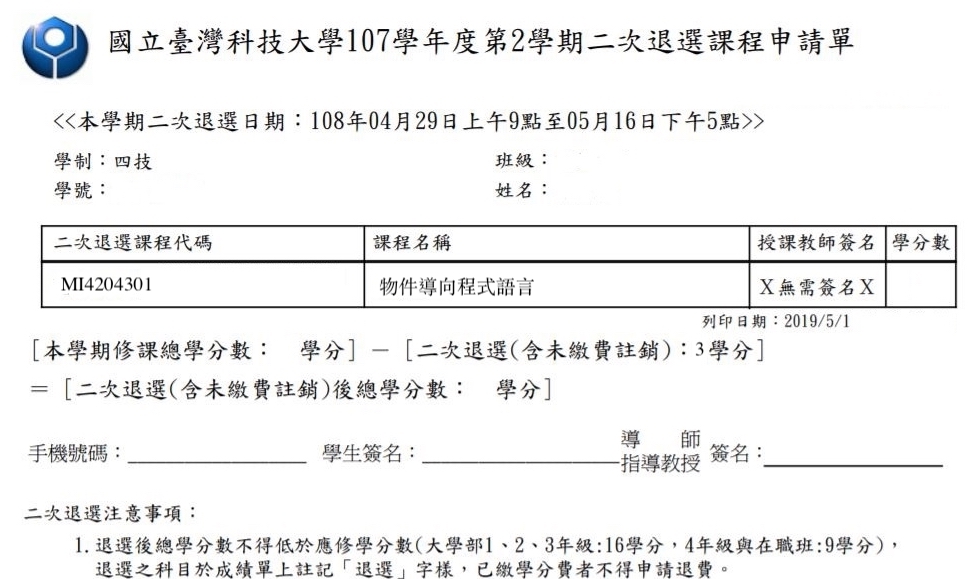 國立臺灣科技大學107學年度第2學期二次退選課程申請單
<<本學期二次退選日期：108年04月29日上午9點至05月16日下午5點>>
學制：四技 班級：
學號： 姓名：
二次退選課程代碼 課程名稱 授課教師簽名 學分數
MI4204301 物件導向程式語言 X無需簽名X
列印日期：2019/5/1
[本學期修課總學分數： 學分] － [二次退選(含未繳費註銷)：3學分]
＝ [二次退選(含未繳費註銷)後總學分數： 學分]
手機號碼：＿＿＿＿＿＿ 學生簽名：＿＿＿＿＿＿ 導師 指導教授 簽名：＿＿＿＿＿＿
二次退選注意事項：
1. 退選後總學分數不得低於應修學分數(大學部1、2、3年級:16學分，4年級與在職班:9學分)，
退選之科目於成績單上註記「退選」字樣，已繳學分費者不得申請退費。